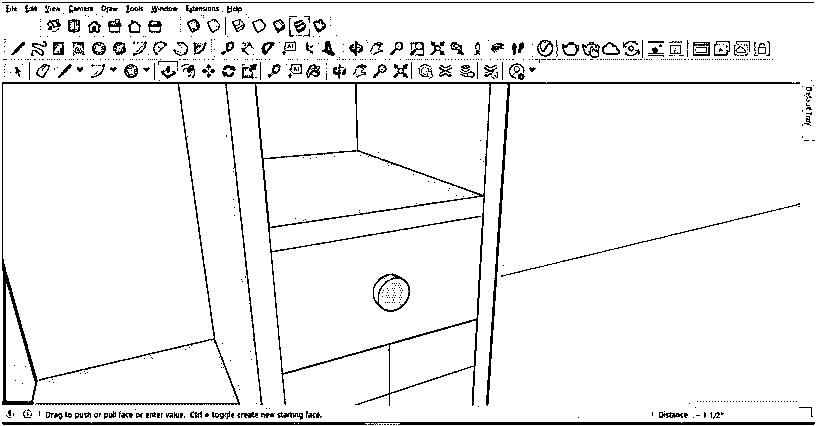 File Edit View Camera Draw Tools Window Extensions Help
Default Tray
Drag to push or pull face or enter value. Ctrl = toggle create new starting face.
Distance ~ 1 1/2"